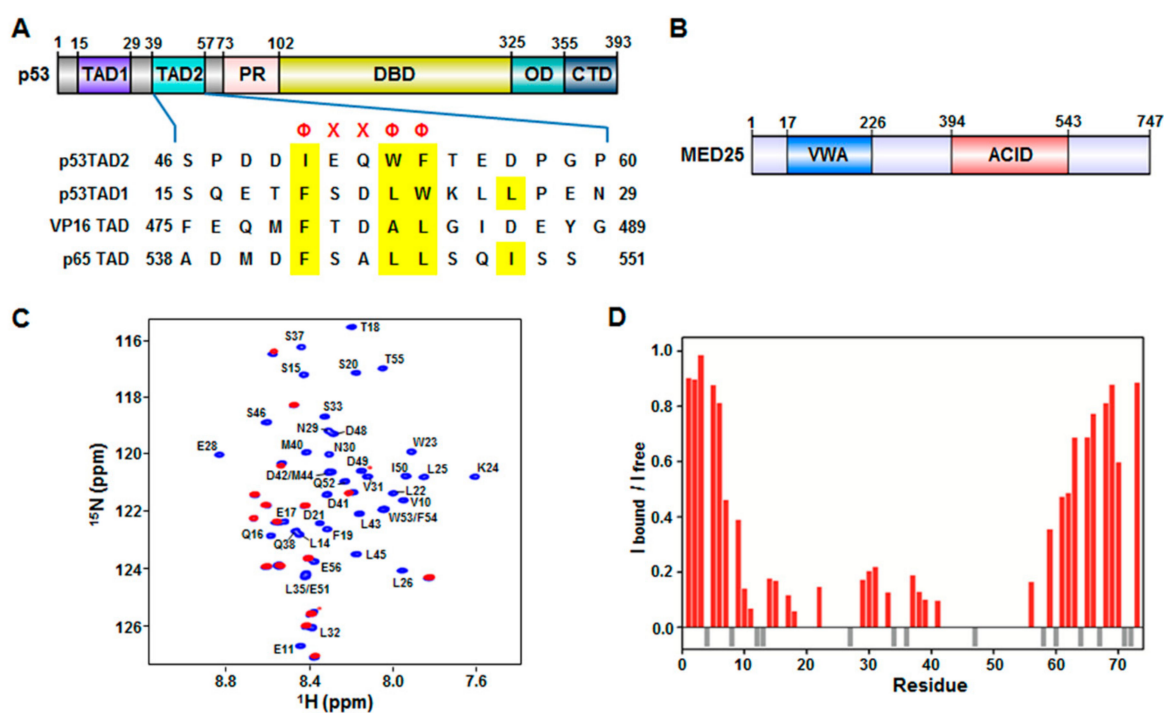 A
1 15 29 39 57 73 102 325 355 393
p53 TAD1 TAD2 PR DBD OD CTD
Φ X X Φ Φ
p53TAD2 46 S P D D I E Q W F T E D P G P 60
p53TAD1 15 S Q E T F S D L W K L L P E N 29
VP16 TAD 475 F E Q M F T D A L G I D E Y G 489
p65 TAD 538 A D M D F S A L L S Q I S S 551
B
1 17 226 394 543 747
MED25 VWA ACID
C
116
118
120
122
124
126
15N (ppm)
T18
S37
S15
S20
T55
S46
S33
N29
D48
E28
M40
N30
W23
D49
I50
L25
K24
D42/M44
Q52
V31
L22
D41
V10
E17
D21
L43
W53/F54
Q16
F19
Q38
L14
L45
E56
L26
L35/E51
L32
E11
8.8 8.4 8.0 7.6
1H (ppm)
D
1.0
0.8
0.6
0.4
0.2
0.0
I bound / I free
0 10 20 30 40 50 60 70
Residue